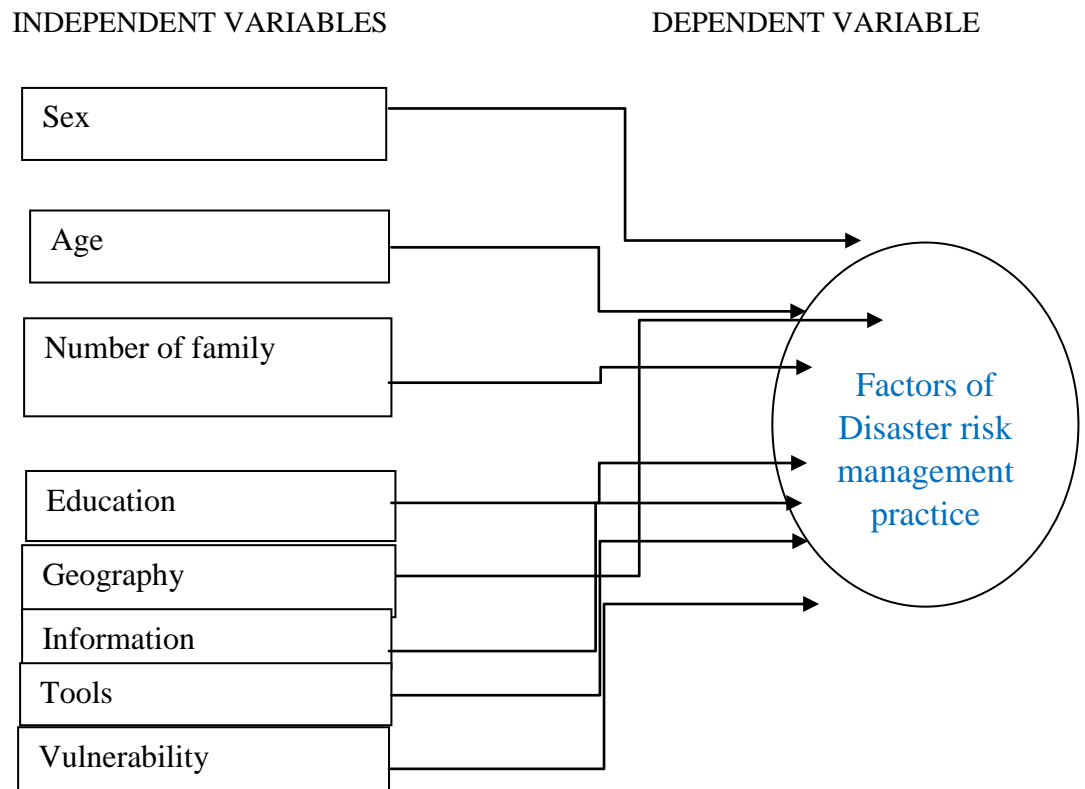 INDEPENDENT VARIABLES DEPENDENT VARIABLE
Sex
Age
Number of family
Education
Geography
Information
Tools
Vulnerability
Factors of
Disaster risk
management
practice